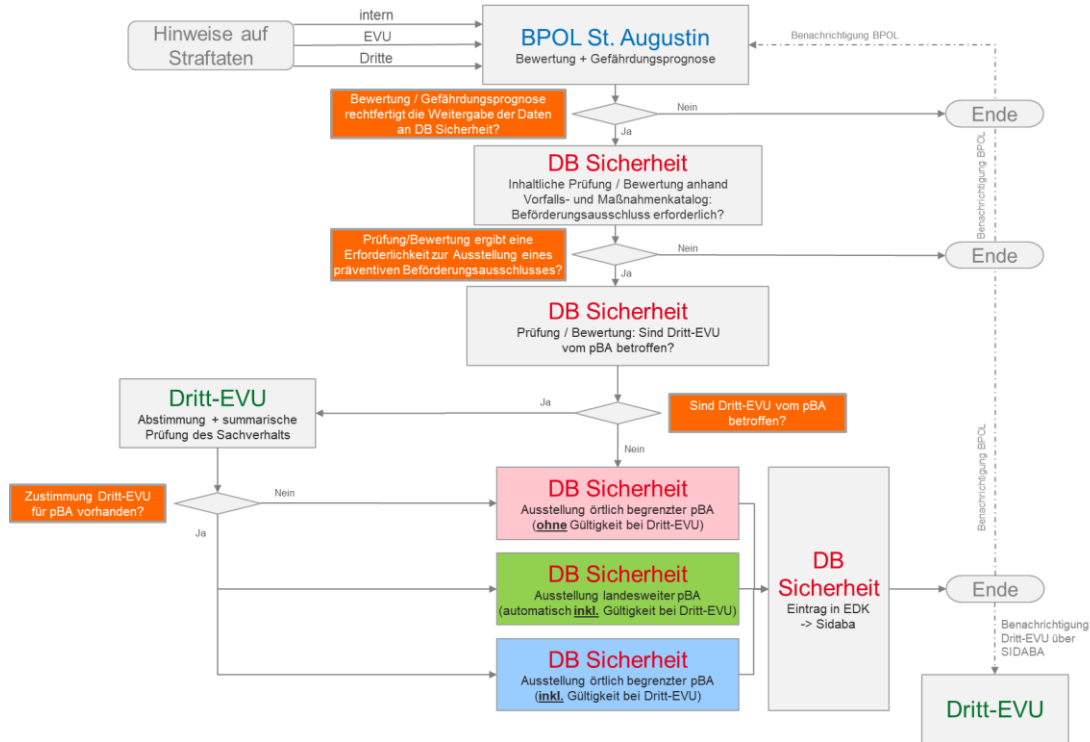 Hinweise auf
Straftaten
intern
EVU
Dritte
BPOL St. Augustin
Bewertung + Gefährdungsprognose
Benachrichtigung BPOL
Bewertung / Gefährdungsprognose
rechtfertigt die Weitergabe der Daten
an DB Sicherheit?
Nein
Ende
Ja
DB Sicherheit
Inhaltliche Prüfung / Bewertung anhand
Vorfalls- und Maßnahmenkatalog:
Beförderungsausschluss erforderlich?
Benachrichtigung BPOL
Prüfung/Bewertung ergibt eine
Erforderlichkeit zur Ausstellung eines
präventiven Beförderungsausschlusses?
Nein
Ende
Ja
DB Sicherheit
Prüfung / Bewertung: Sind Dritt-EVU
vom pBA betroffen?
Dritt-EVU
Abstimmung + summarische
Prüfung des Sachverhalts
Ja
Sind Dritt-EVU vom pBA
betroffen?
Nein
Benachrichtigung BPOL
Zustimmung Dritt-EVU
für pBA vorhanden?
Nein
Ja
DB Sicherheit
Ausstellung örtlich begrenzter pBA
(ohne Gültigkeit bei Dritt-EVU)
DB Sicherheit
Ausstellung landesweiter pBA
(automatisch inkl. Gültigkeit bei Dritt-EVU)
DB Sicherheit
Ausstellung örtlich begrenzter pBA
(inkl. Gültigkeit bei Dritt-EVU)
DB
Sicherheit
Eintrag in EDK
-> Sidaba
Ende
Benachrichtigung
Dritt-EVU über
SIDABA
Dritt-EVU